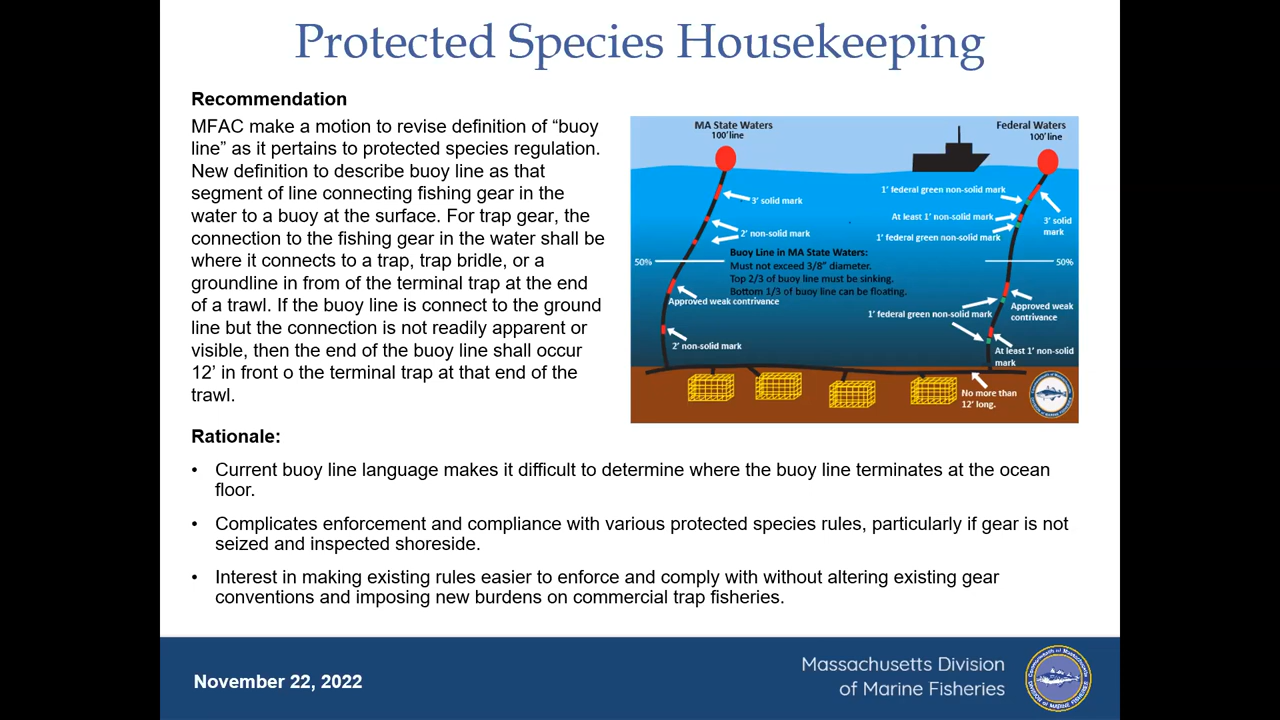 Protected Species Housekeeping
Recommendation
MFAC make a motion to revise definition of “buoy
line” as it pertains to protected species regulation.
New definition to describe buoy line as that
segment of line connecting fishing gear in the
water to a buoy at the surface. For trap gear, the
connection to the fishing gear in the water shall be
where it connects to a trap, trap bridle, or a
groundline in from of the terminal trap at the end
of a trawl. If the buoy line is connect to the ground
line but the connection is not readily apparent or
visible, then the end of the buoy line shall occur
12’ in front o the terminal trap at that end of the
trawl.
MA State Waters
100'line
Federal Waters
100'line
3' solid mark
2' non-solid mark
Buoy Line in MA State Waters:
Must not exceed 3/8" diameter.
Top 2/3 of buoy line must be sinking.
Bottom 1/3 of buoy line can be floating.
50%
Approved weak contrivance
2' non-solid mark
1' federal green non-solid mark
At least 1' non-solid mark
1' federal green non-solid mark
3' solid
mark
50%
1' federal green non-solid mark
Approved weak
contrivance
At least 1' non-solid
mark
No more than
12' long.
Rationale:
• Current buoy line language makes it difficult to determine where the buoy line terminates at the ocean
floor.
• Complicates enforcement and compliance with various protected species rules, particularly if gear is not
seized and inspected shoreside.
• Interest in making existing rules easier to enforce and comply with without altering existing gear
conventions and imposing new burdens on commercial trap fisheries.
November 22, 2022
Massachusetts Division
of Marine Fisheries
Commonwealth of Massachusetts
Division of Marine Fisheries